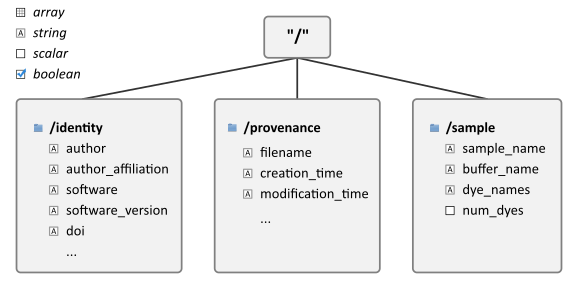 array
string
scalar
boolean
"/"
/identity
author
author_affiliation
software
software_version
doi
...
/provenance
filename
creation_time
modification_time
...
/sample
sample_name
buffer_name
dye_names
num_dyes